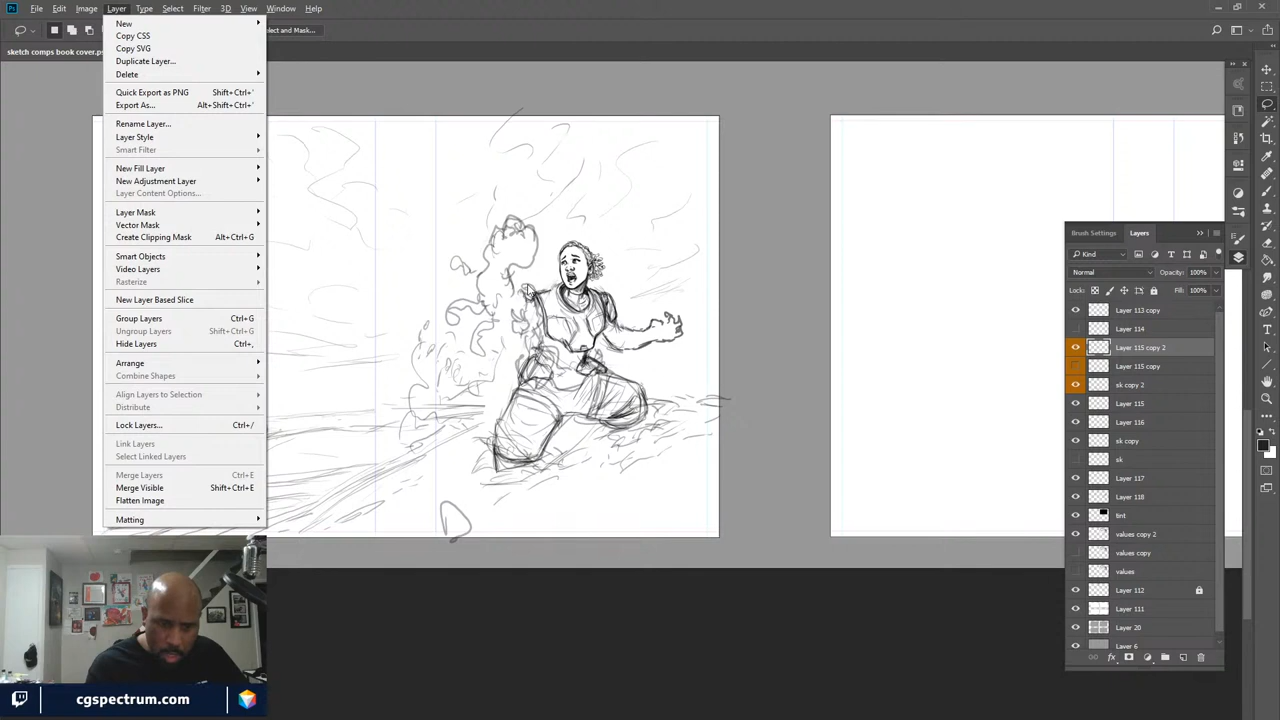 Ps File Edit Image Layer Type Select Filter 3D View Window Help
Select and Mask...
sketch comps book cover.ps
New
Copy CSS
Copy SVG
Duplicate Layer...
Delete
Quick Export as PNG Shift+Ctrl+'
Export As... Alt+Shift+Ctrl+'
Rename Layer...
Layer Style
Smart Filter
New Fill Layer
New Adjustment Layer
Layer Content Options...
Layer Mask
Vector Mask
Create Clipping Mask Alt+Ctrl+G
Smart Objects
Video Layers
Rasterize
New Layer Based Slice
Group Layers Ctrl+G
Ungroup Layers Shift+Ctrl+G
Hide Layers Ctrl+,
Arrange
Combine Shapes
Align Layers to Selection
Distribute
Lock Layers... Ctrl+/
Link Layers
Select Linked Layers
Merge Layers Ctrl+E
Merge Visible Shift+Ctrl+E
Flatten Image
Matting
D
Brush Settings Layers
Kind
Normal Opacity: 100%
Lock: Fill: 100%
Layer 113 copy
Layer 114
Layer 115 copy 2
Layer 115 copy
sk copy 2
Layer 115
Layer 116
sk copy
sk
Layer 117
Layer 118
tint
values copy 2
values copy
values
Layer 112
Layer 111
Layer 20
Layer 6
fx
cgspectrum.com